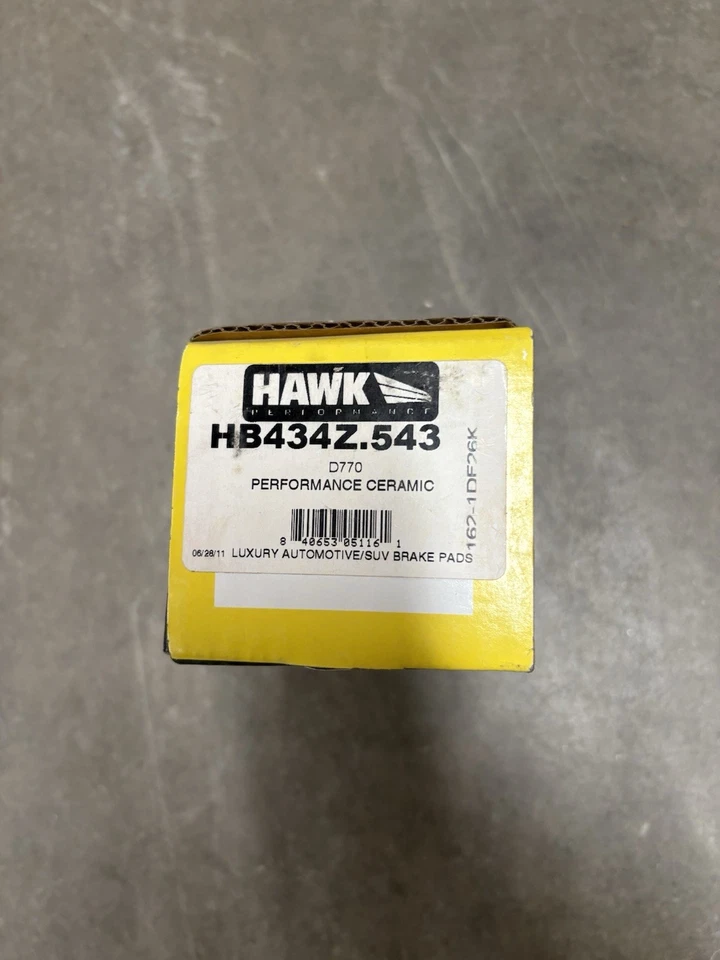 HAWK
PERFORMANCE
HB434Z.543
D770
PERFORMANCE CERAMIC
8 40653 05116 1
06/28/11 LUXURY AUTOMOTIVE/SUV BRAKE PADS
162-1DF26K